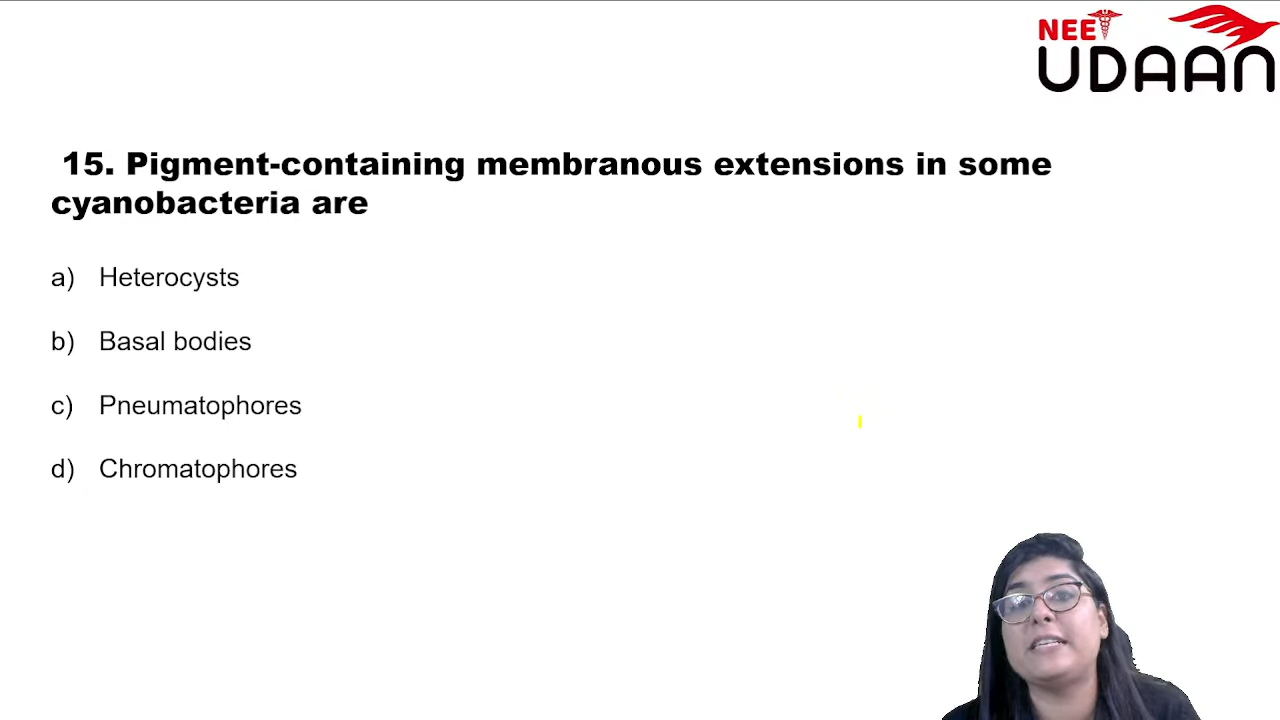 NEET
UDAAN
15. Pigment-containing membranous extensions in some
cyanobacteria are
a) Heterocysts
b) Basal bodies
c) Pneumatophores
d) Chromatophores